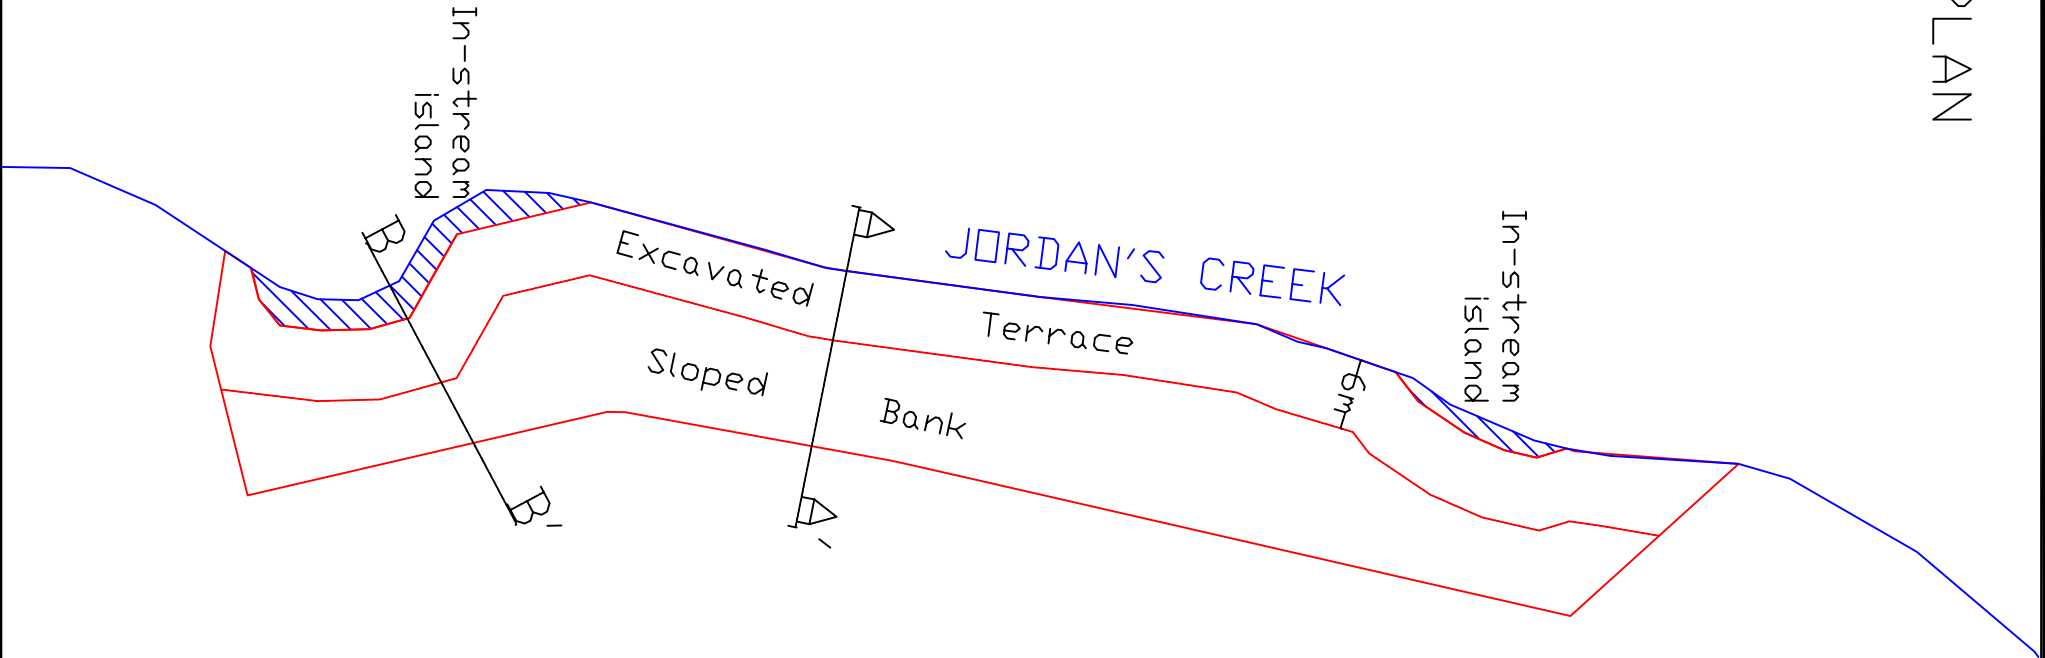 PLAN
In-stream
island
B
A
JORDAN'S CREEK
In-stream
island
Excavated
Terrace
6m
Sloped
Bank
B'
A'